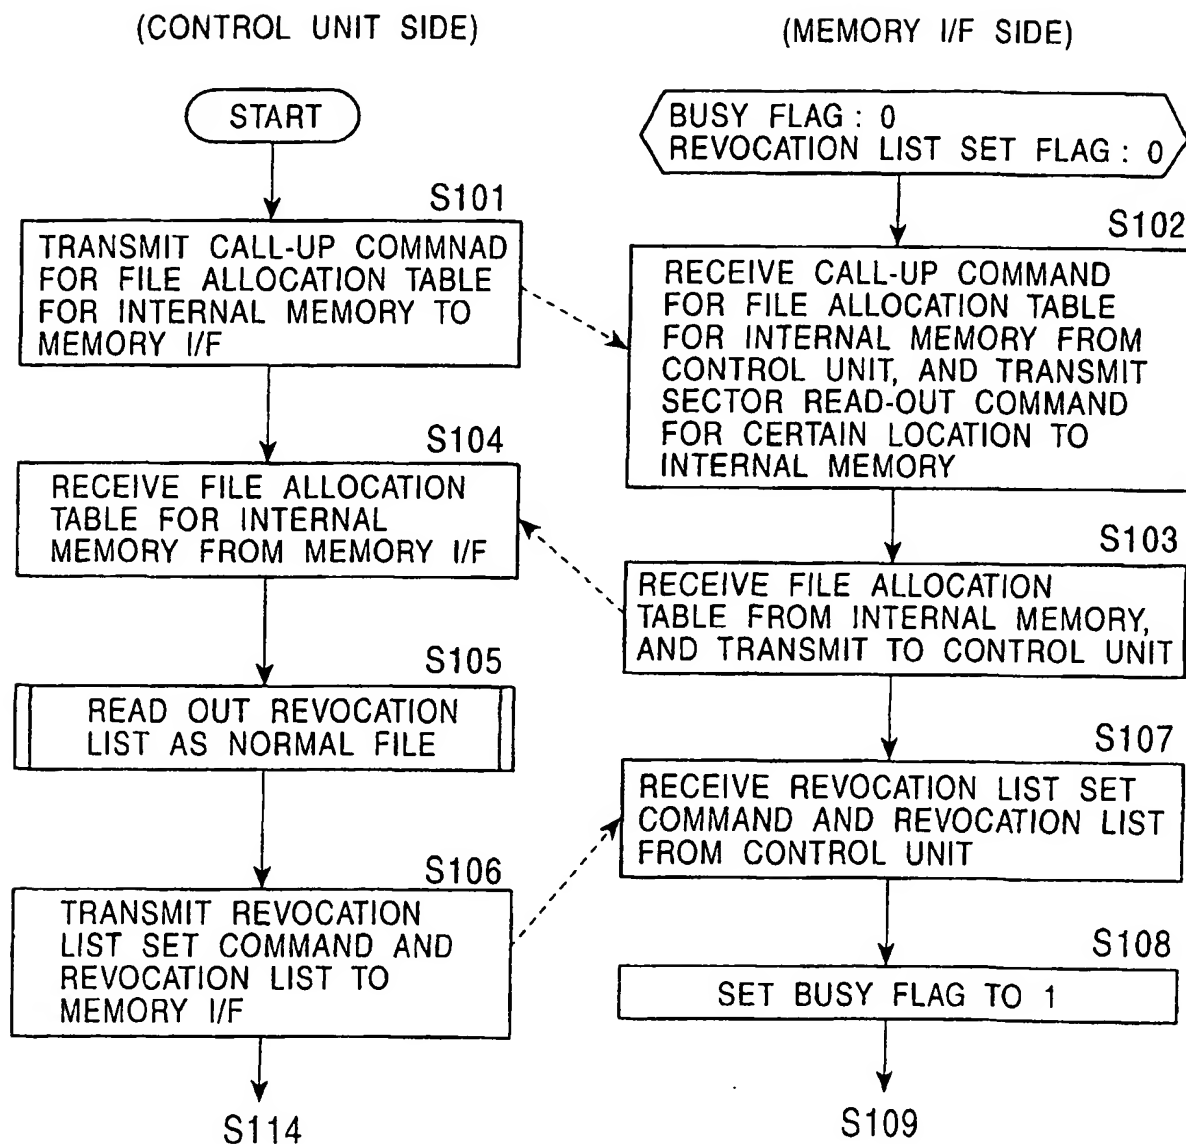 (CONTROL UNIT SIDE)
START
S101
TRANSMIT CALL-UP COMMNAD
FOR FILE ALLOCATION TABLE
FOR INTERNAL MEMORY TO
MEMORY I/F
S104
RECEIVE FILE ALLOCATION
TABLE FOR INTERNAL
MEMORY FROM MEMORY I/F
S105
READ OUT REVOCATION
LIST AS NORMAL FILE
S106
TRANSMIT REVOCATION
LIST SET COMMAND AND
REVOCATION LIST TO
MEMORY I/F
S114
(MEMORY I/F SIDE)
BUSY FLAG : 0
REVOCATION LIST SET FLAG : 0
S102
RECEIVE CALL-UP COMMAND
FOR FILE ALLOCATION TABLE
FOR INTERNAL MEMORY FROM
CONTROL UNIT, AND TRANSMIT
SECTOR READ-OUT COMMAND
FOR CERTAIN LOCATION TO
INTERNAL MEMORY
S103
RECEIVE FILE ALLOCATION
TABLE FROM INTERNAL MEMORY,
AND TRANSMIT TO CONTROL UNIT
S107
RECEIVE REVOCATION LIST SET
COMMAND AND REVOCATION LIST
FROM CONTROL UNIT
S108
SET BUSY FLAG TO 1
S109